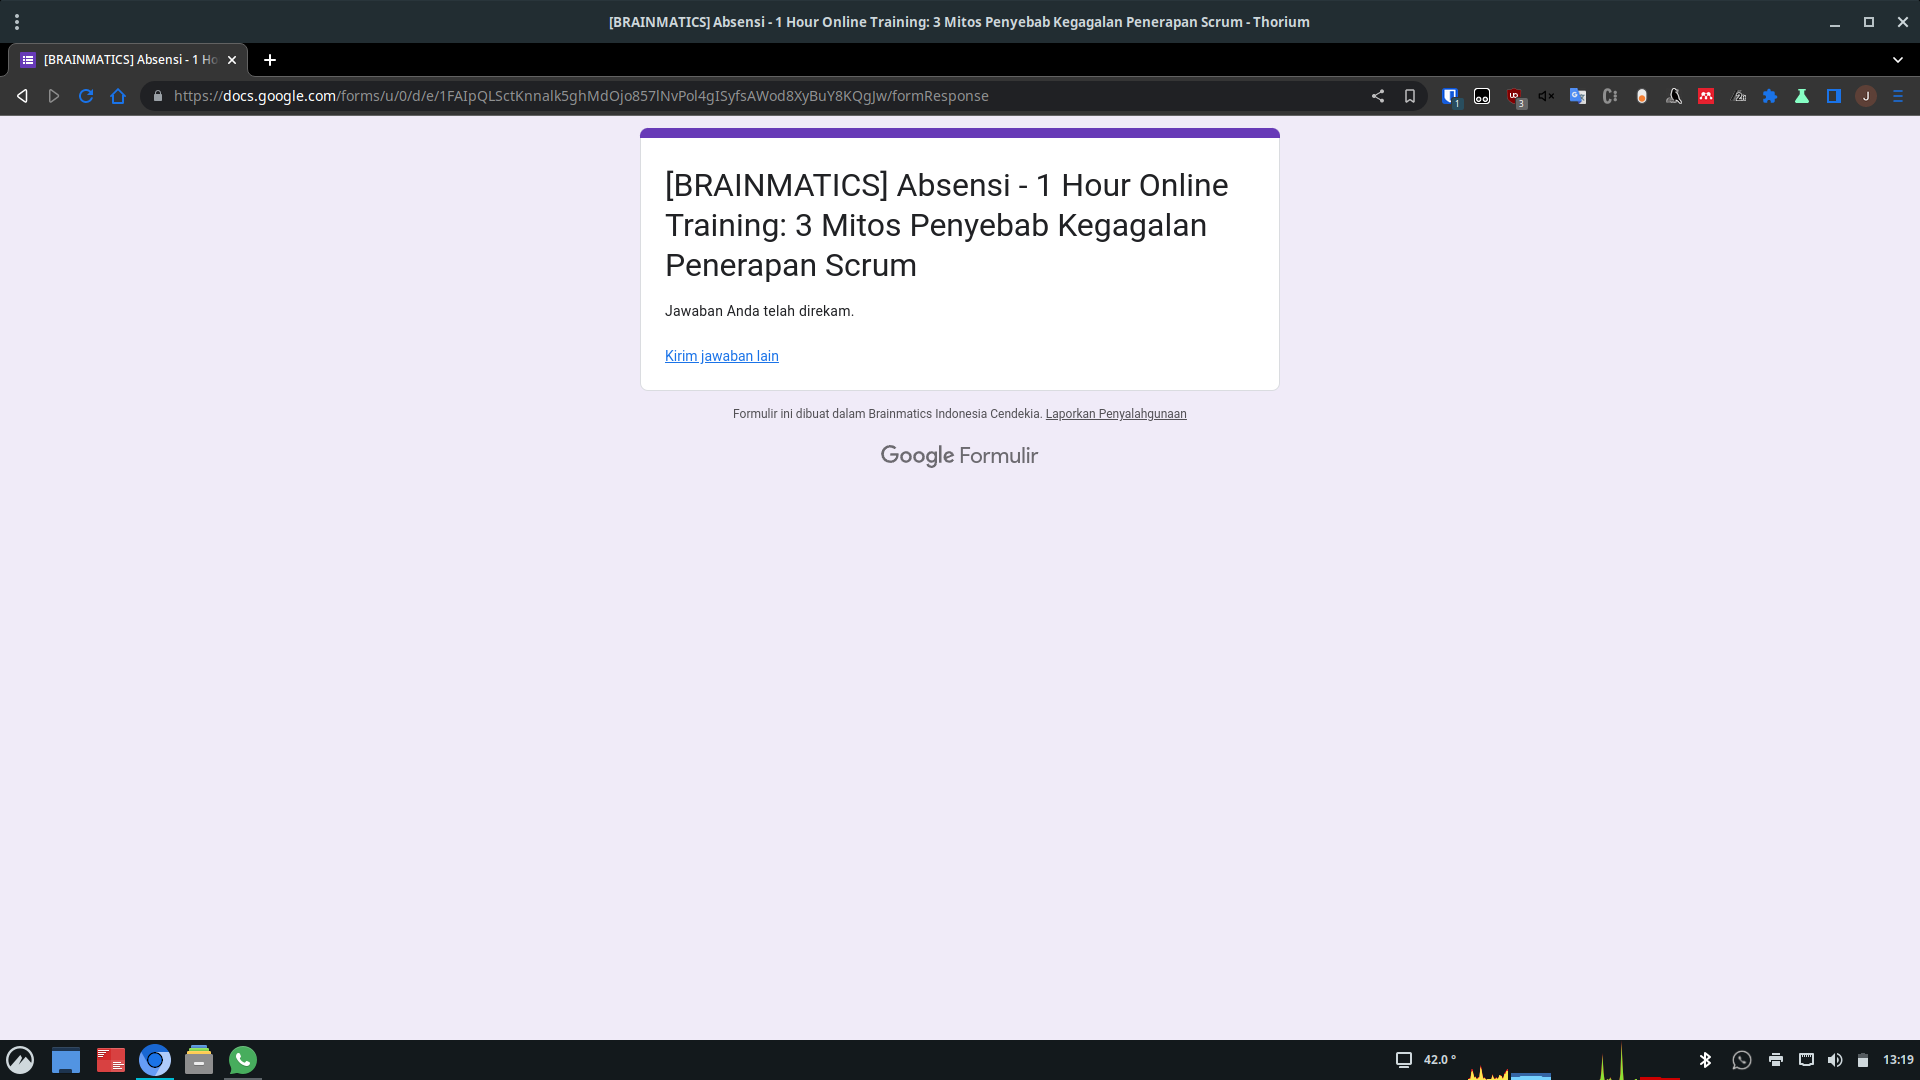 [BRAINMATICS] Absensi - 1 Hour Online Training: 3 Mitos Penyebab Kegagalan Penerapan Scrum - Thorium
[BRAINMATICS] Absensi - 1 Ho
https://docs.google.com/forms/u/0/d/e/1FAIpQLSctKnnalk5ghMdOjo857lNvPol4gISyfsAWod8XyBuY8KQgJw/formResponse
1
3
J
[BRAINMATICS] Absensi - 1 Hour Online
Training: 3 Mitos Penyebab Kegagalan
Penerapan Scrum
Jawaban Anda telah direkam.
Kirim jawaban lain
Formulir ini dibuat dalam Brainmatics Indonesia Cendekia. Laporkan Penyalahgunaan
Google Formulir
42.0 °
13:19